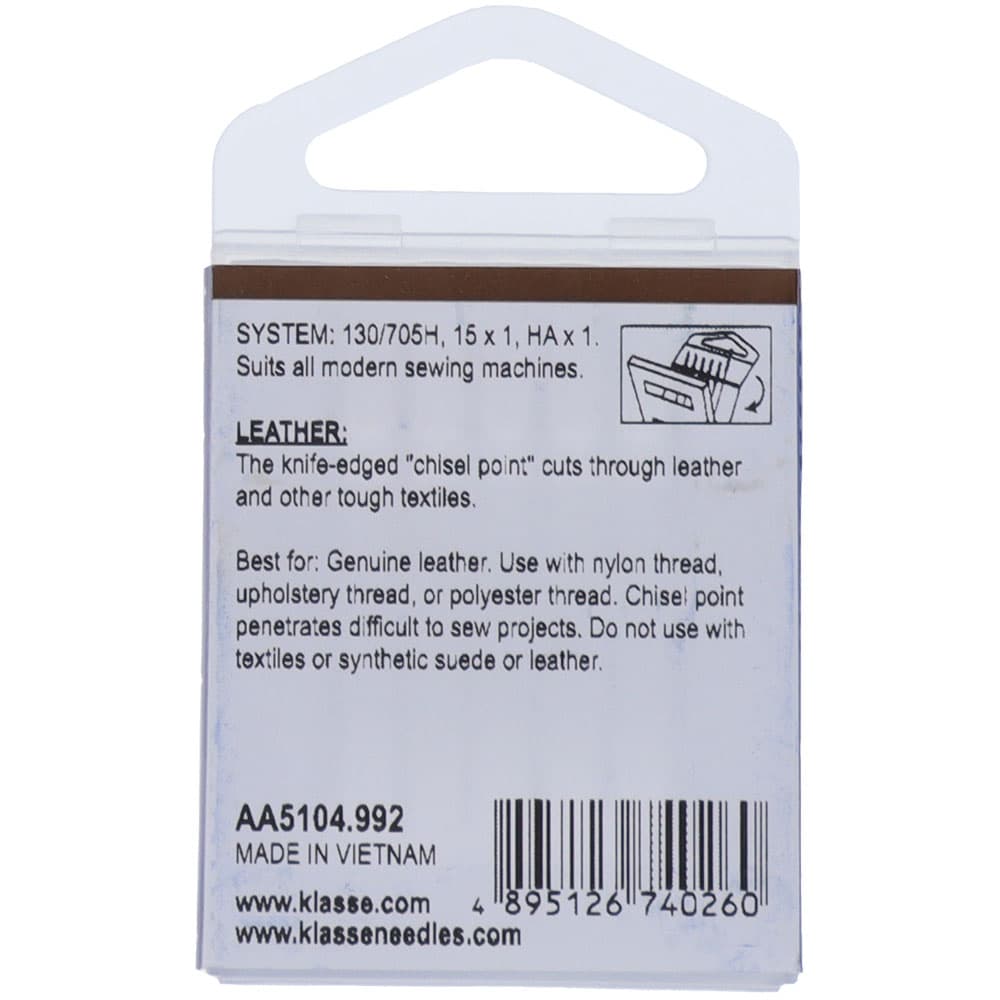 SYSTEM: 130/705H, 15 x 1, HA x 1.
Suits all modern sewing machines.
LEATHER:
The knife-edged "chisel point" cuts through leather
and other tough textiles.
Best for: Genuine leather. Use with nylon thread,
upholstery thread, or polyester thread. Chisel point
penetrates difficult to sew projects. Do not use with
textiles or synthetic suede or leather.
AA5104.992
MADE IN VIETNAM
www.klasse.com
www.klasseneedles.com
4 895126 740260